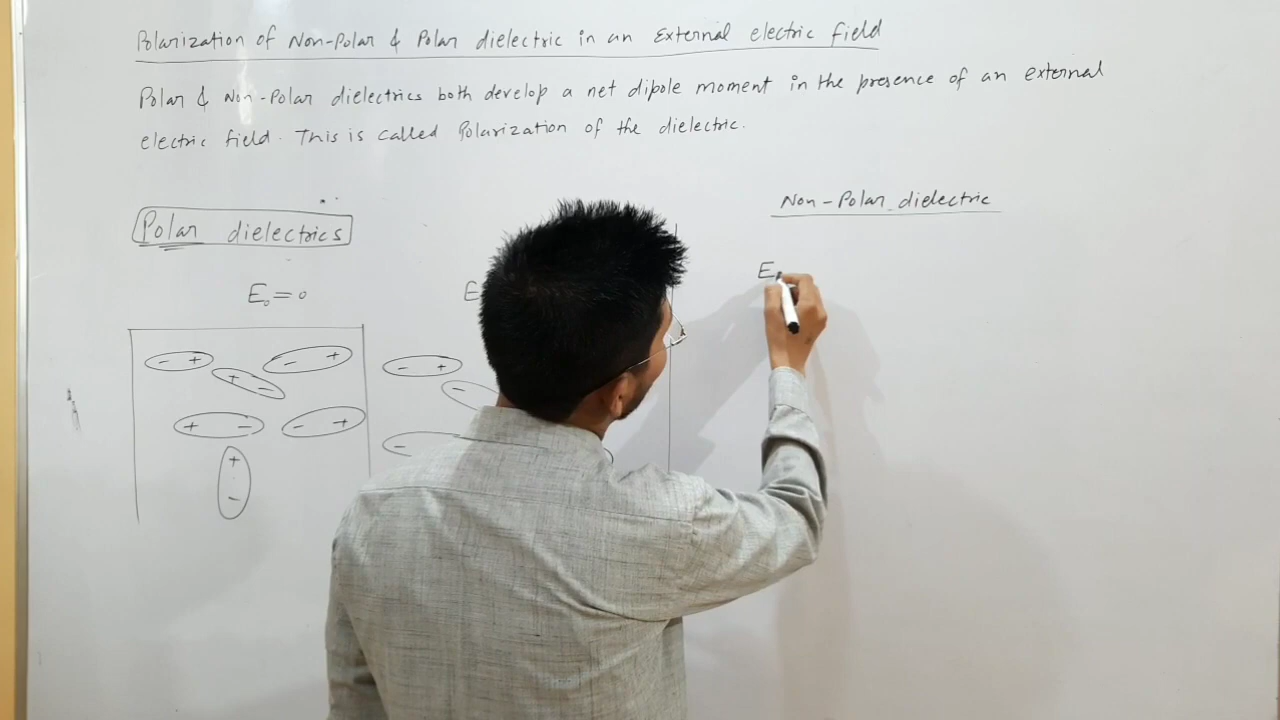 Polarization of Non-Polar & Polar dielectric in an External electric field
Polar & Non-Polar dielectrics both develop a net dipole moment in the presence of an external
electric field. This is called Polarization of the dielectric.
Non-Polar dielectric
Polar dielectrics
E
E₀=0
E
- + - + - +
+ -
-
+ - - +
-
+
-